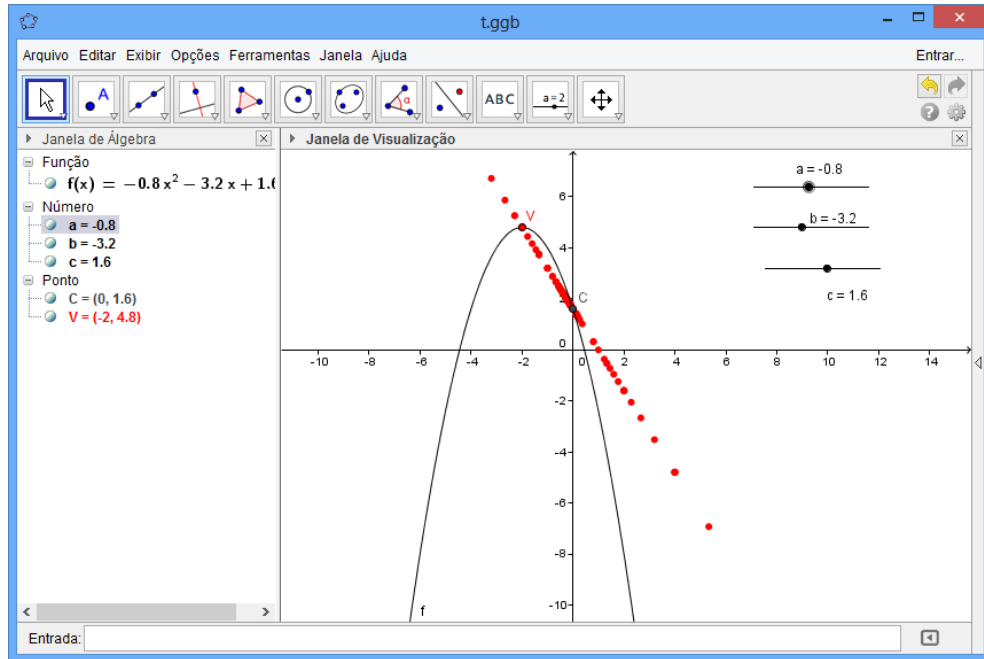 t.ggb
Arquivo Editar Exibir Opções Ferramentas Janela Ajuda
Entrar...
A
α
ABC
a=2
Janela de Álgebra
Função
f(x) = −0.8 x² − 3.2 x + 1.6
Número
a = -0.8
b = -3.2
c = 1.6
Ponto
C = (0, 1.6)
V = (-2, 4.8)
Janela de Visualização
a = -0.8
b = -3.2
c = 1.6
V
C
f
6
4
2
0
-2
-4
-6
-8
-10
-10 -8 -6 -4 -2 0 2 4 6 8 10 12 14
Entrada: